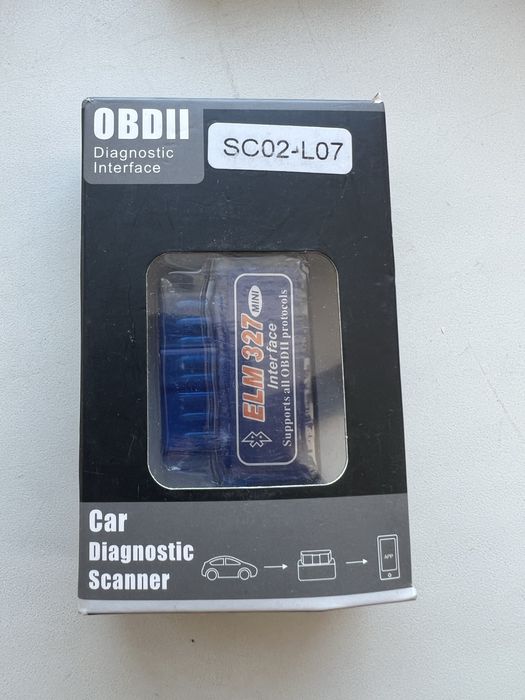 OBDII
Diagnostic
Interface
SC02-L07
ELM 327 MINI
Interface
Supports all OBDII protocols
Car
Diagnostic
Scanner
APP